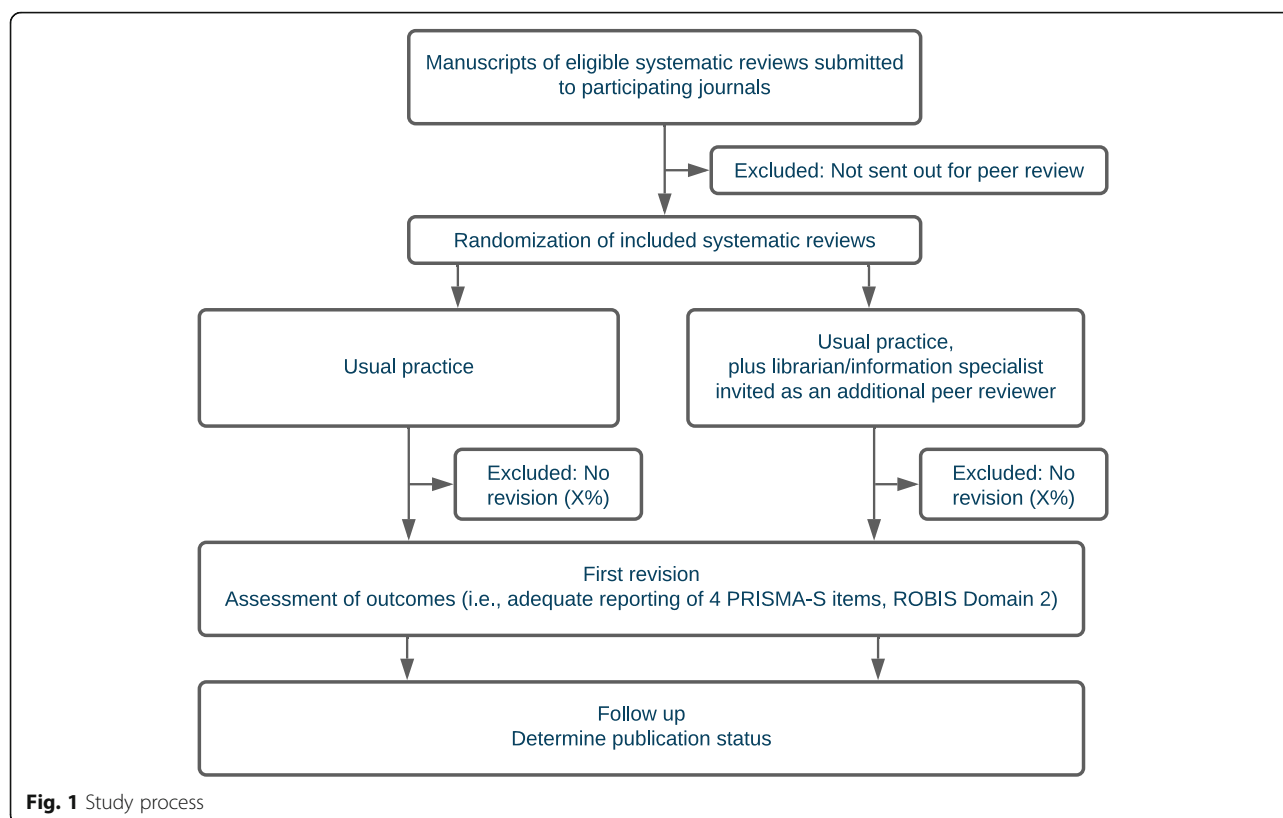 Manuscripts of eligible systematic reviews submitted
to participating journals
Excluded: Not sent out for peer review
Randomization of included systematic reviews
Usual practice
Usual practice,
plus librarian/information specialist
invited as an additional peer reviewer
Excluded: No
revision (X%)
Excluded: No
revision (X%)
First revision
Assessment of outcomes (i.e., adequate reporting of 4 PRISMA-S items, ROBIS Domain 2)
Follow up
Determine publication status
Fig. 1 Study process